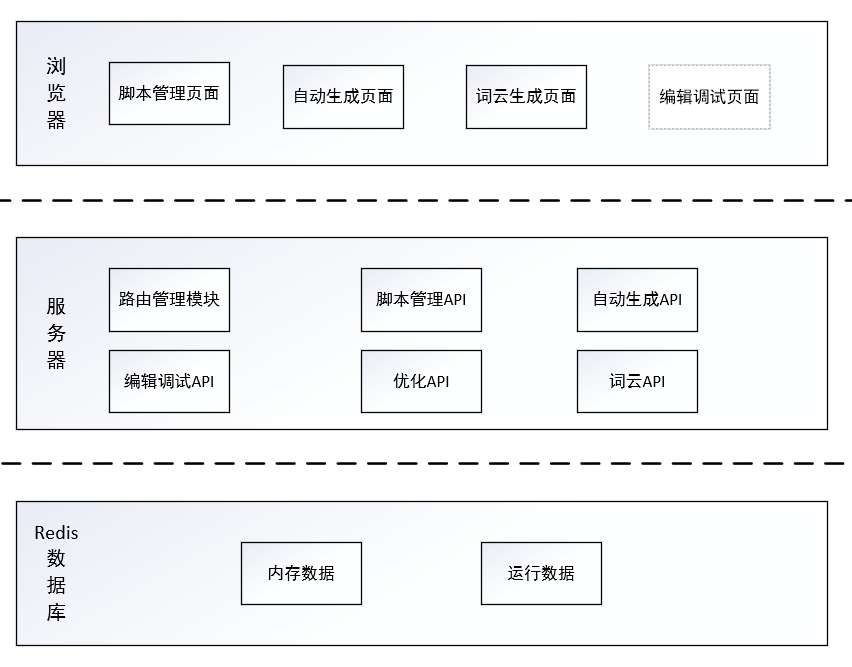 浏
览
器
脚本管理页面
自动生成页面
词云生成页面
编辑调试页面
服
务
器
路由管理模块
脚本管理API
自动生成API
编辑调试API
优化API
词云API
Redis
数
据
库
内存数据
运行数据